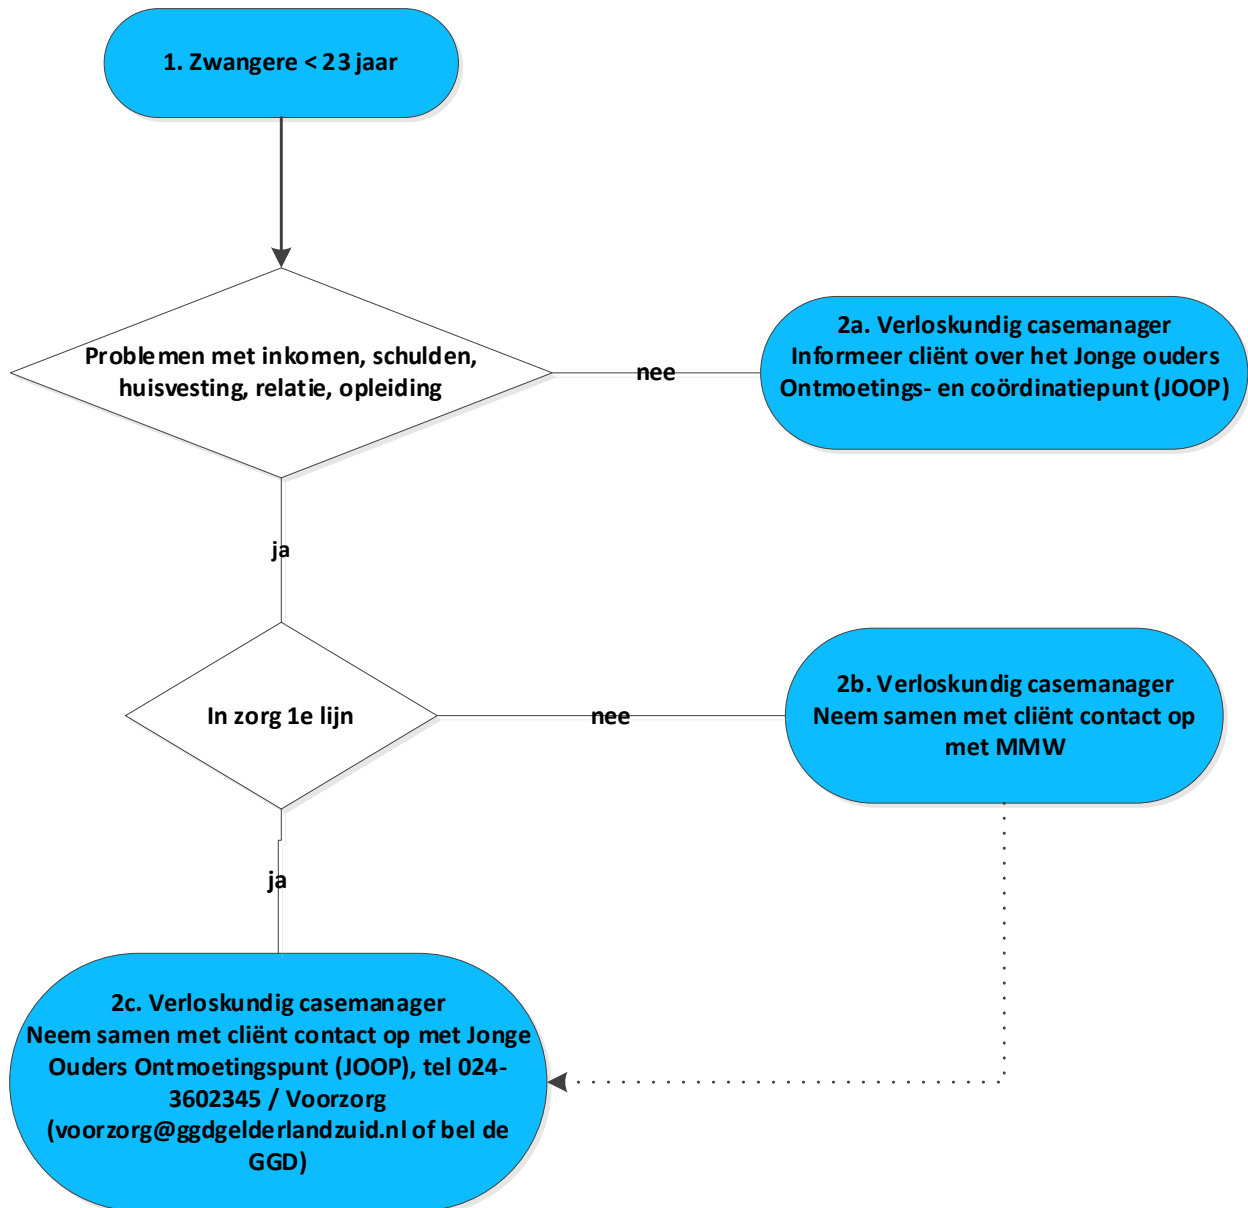 1. Zwangere < 23 jaar
Problemen met inkomen, schulden,
huisvesting, relatie, opleiding
nee
2a. Verloskundig casemanager
Informeer cliënt over het Jonge ouders
Ontmoetings- en coördinatiepunt (JOOP)
ja
In zorg 1e lijn
nee
2b. Verloskundig casemanager
Neem samen met cliënt contact op
met MMW
ja
2c. Verloskundig casemanager
Neem samen met cliënt contact op met Jonge
Ouders Ontmoetingspunt (JOOP), tel 024-
3602345 / Voorzorg
(voorzorg@ggdgelderlandzuid.nl of bel de
GGD)